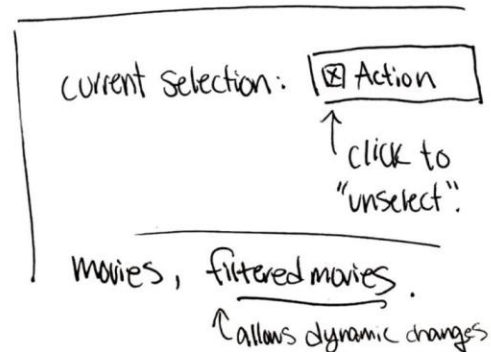 current selection: ☒ Action
click to
"unselect".
movies, filtered movies.
allows dynamic changes